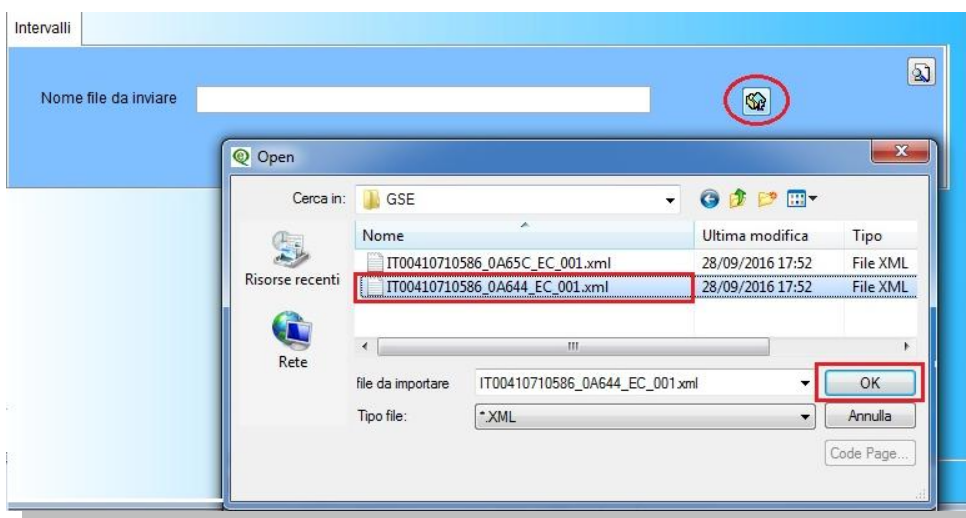 Intervalli
Nome file da inviare
Open
Cerca in: GSE
Nome Ultima modifica Tipo
IT00410710586_0A65C_EC_001.xml 28/09/2016 17:52 File XML
IT00410710586_0A644_EC_001.xml 28/09/2016 17:52 File XML
Risorse recenti
Rete
file da importare IT00410710586_0A644_EC_001.xml OK
Tipo file: *.XML Annulla
Code Page...